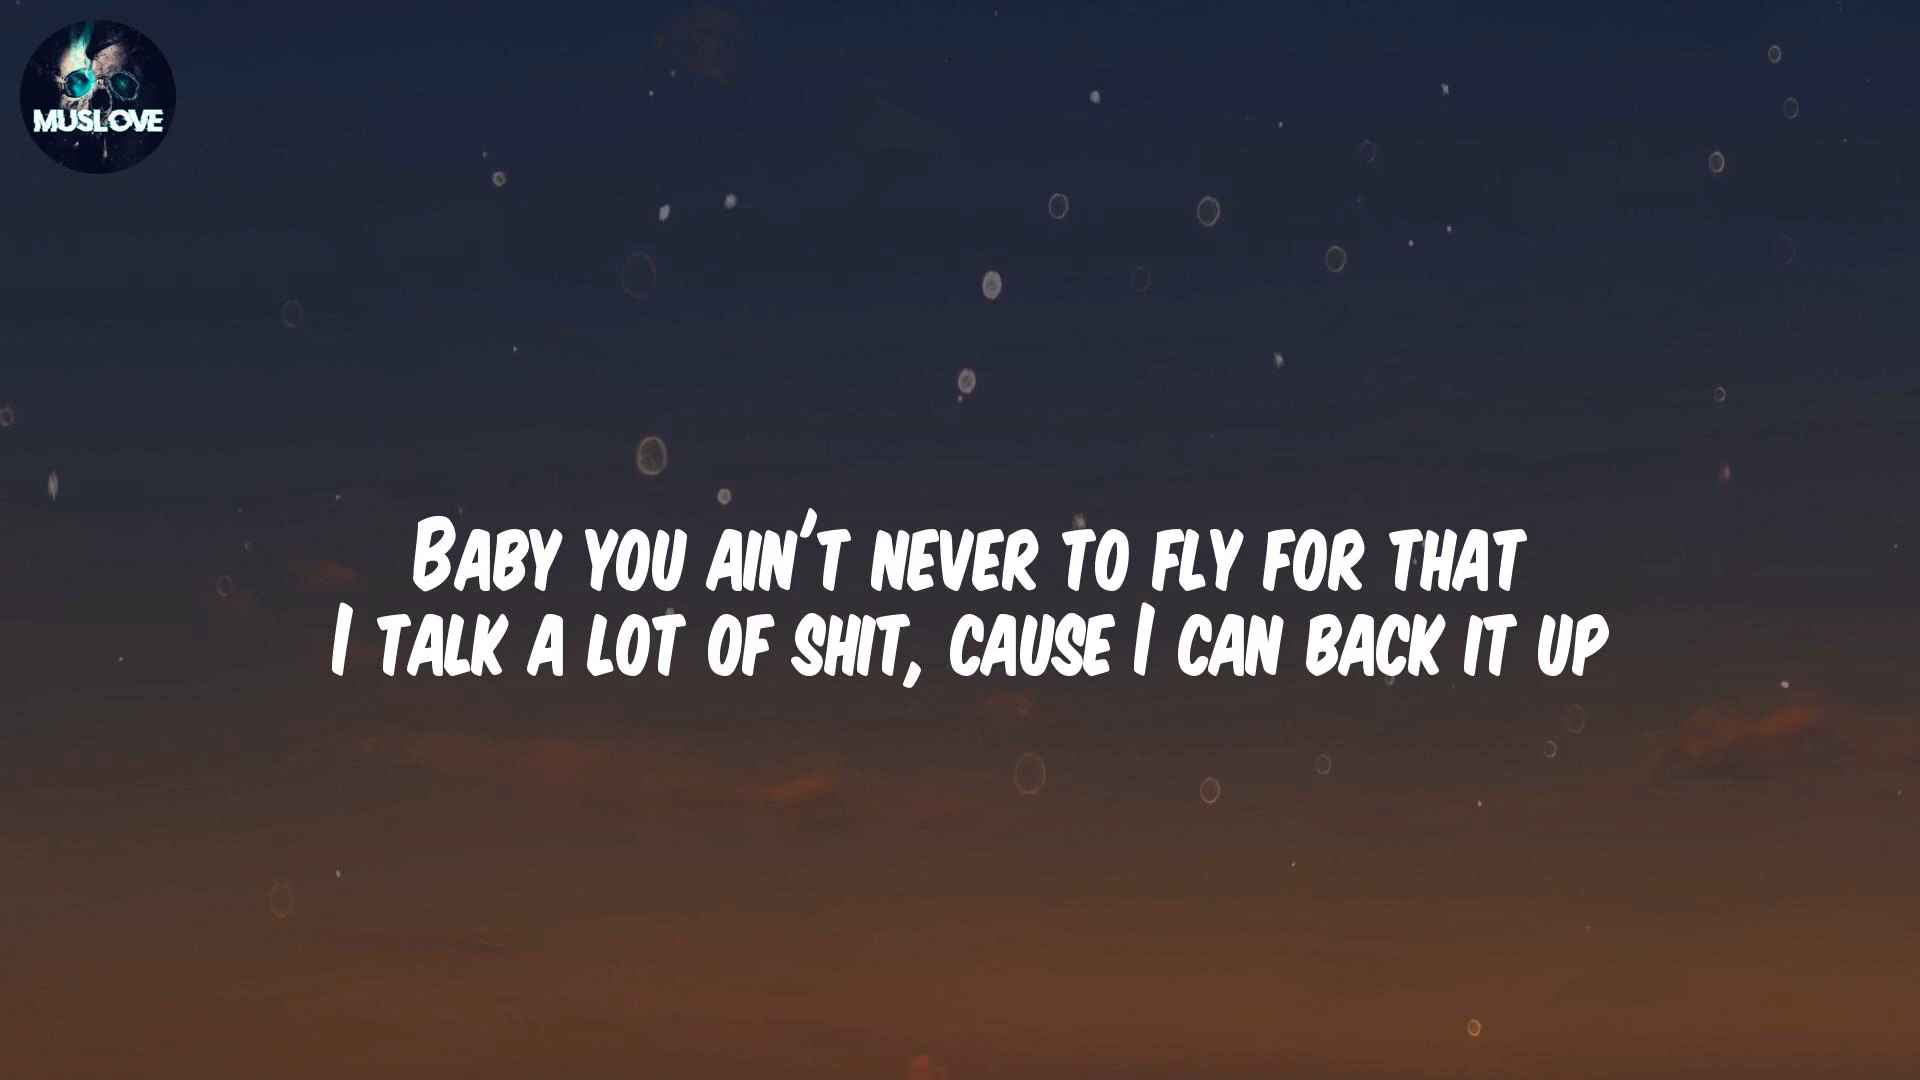 MUSLOVE
Baby you ain't never to fly for that
I talk a lot of shit, cause I can back it up